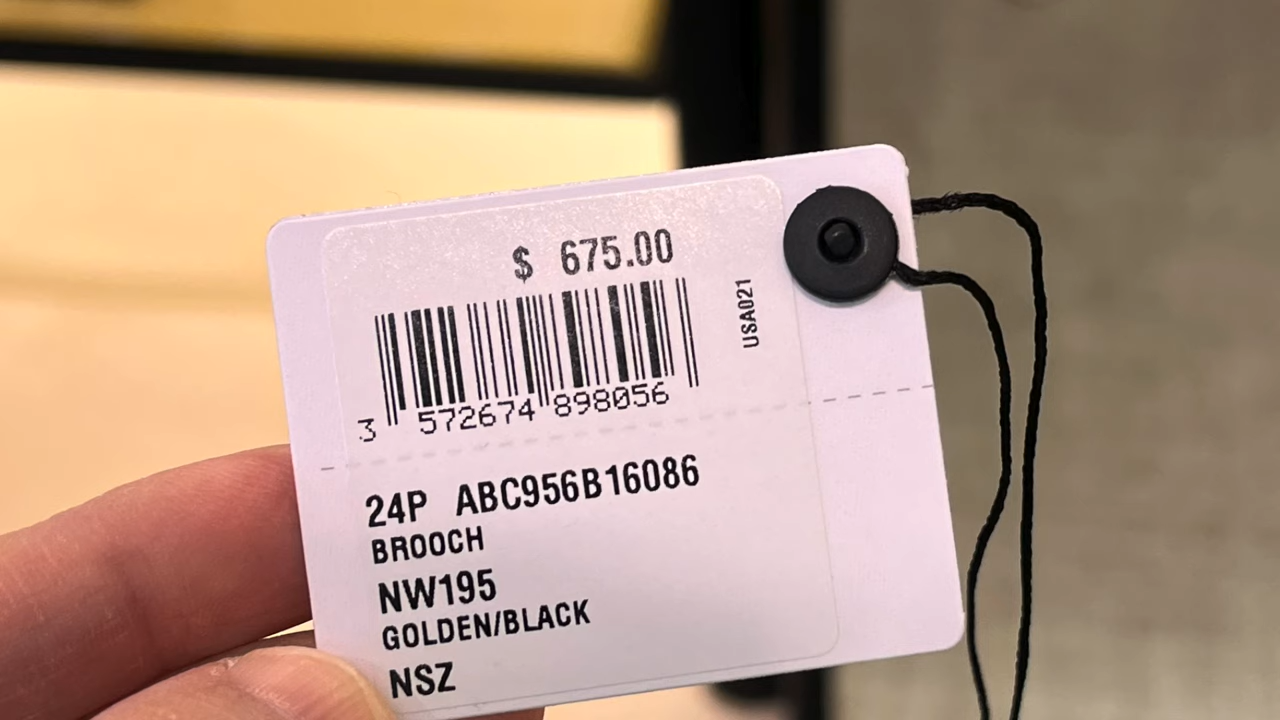 $ 675.00
USA021
3 572674 898056
24P ABC956B16086
BROOCH
NW195
GOLDEN/BLACK
NSZ